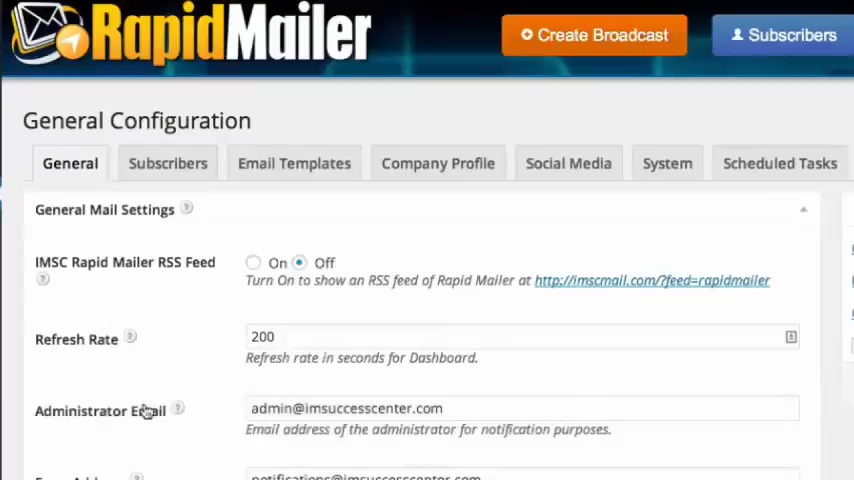 RapidMailer
Create Broadcast
Subscribers
General Configuration
General
Subscribers
Email Templates
Company Profile
Social Media
System
Scheduled Tasks
General Mail Settings ?
IMSC Rapid Mailer RSS Feed ?
On Off
Turn On to show an RSS feed of Rapid Mailer at http://imscmail.com/?feed=rapidmailer
Refresh Rate ?
200
Refresh rate in seconds for Dashboard.
Administrator Email ?
admin@imsuccesscenter.com
Email address of the administrator for notification purposes.
notifications@imsuccesscenter.com